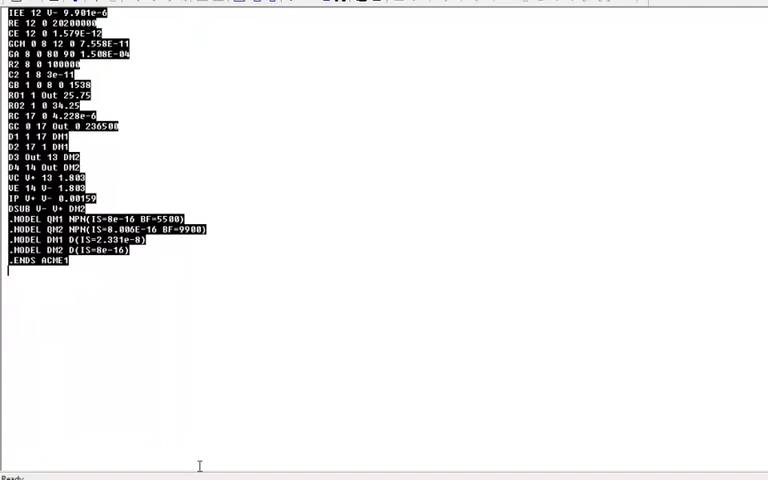 IEE 12 V- 9.901e-6
RE 12 0 20200000
CE 12 0 1.579E-12
GCM 0 8 12 0 7.558E-11
GA 8 0 80 90 1.508E-04
R2 8 0 100000
C2 1 8 3e-11
GB 1 0 8 0 1538
RO1 1 Out 25.75
RO2 1 0 34.25
RC 17 0 4.228e-6
GC 0 17 Out 0 236500
D1 1 17 DM1
D2 17 1 DM1
D3 Out 13 DM2
D4 14 Out DM2
VC V+ 13 1.803
VE 14 V- 1.803
IP V+ V- 0.00159
DSUB V- V+ DM2
.MODEL QM1 NPN(IS=8e-16 BF=5500)
.MODEL QM2 NPN(IS=8.006E-16 BF=9900)
.MODEL DM1 D(IS=2.331e-8)
.MODEL DM2 D(IS=8e-16)
.ENDS ACME1
Ready